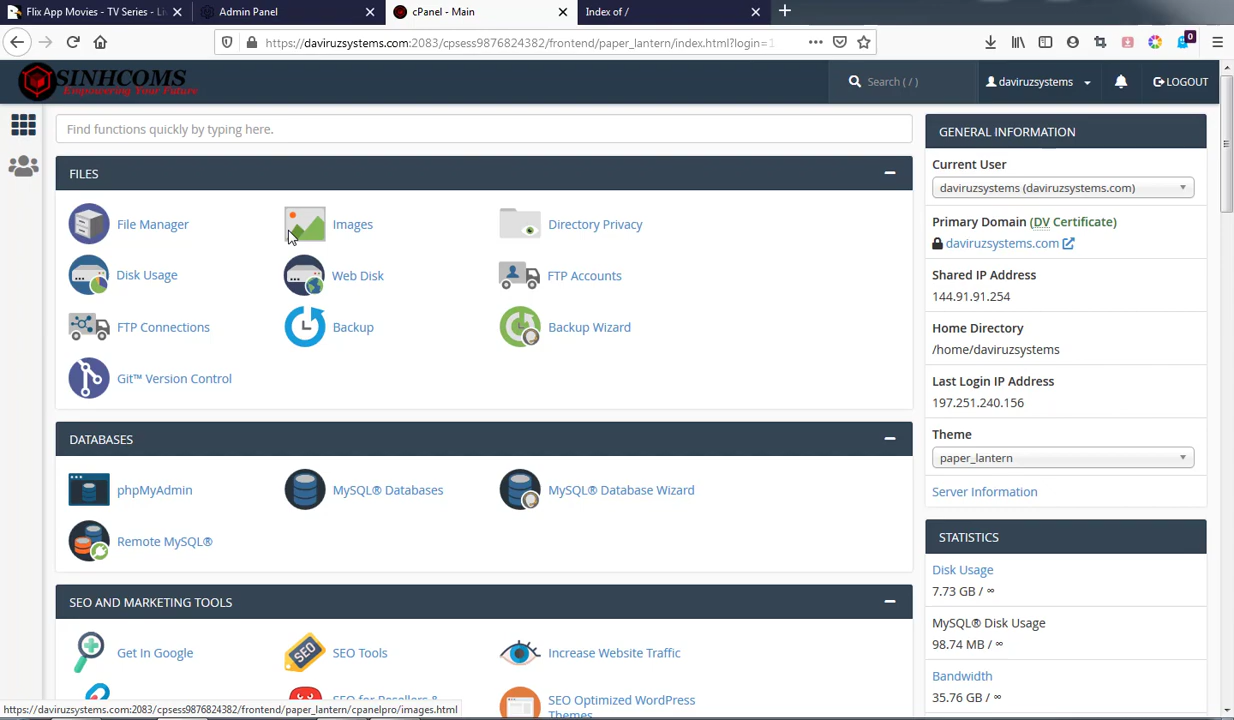 Flix App Movies - TV Series - Li
Admin Panel
cPanel - Main
Index of /
https://daviruzsystems.com:2083/cpsess9876824382/frontend/paper_lantern/index.html?login=1
0
SINHCOMS
Empowering Your Future
Search ( / )
daviruzsystems
LOGOUT
Find functions quickly by typing here.
FILES
File Manager
Images
Directory Privacy
Disk Usage
Web Disk
FTP Accounts
FTP Connections
Backup
Backup Wizard
Git™ Version Control
DATABASES
phpMyAdmin
MySQL® Databases
MySQL® Database Wizard
Remote MySQL®
SEO AND MARKETING TOOLS
Get In Google
SEO
SEO Tools
Increase Website Traffic
SEO for Resellers &
SEO Optimized WordPress
Themes
GENERAL INFORMATION
Current User
daviruzsystems (daviruzsystems.com)
Primary Domain (DV Certificate)
daviruzsystems.com
Shared IP Address
144.91.91.254
Home Directory
/home/daviruzsystems
Last Login IP Address
197.251.240.156
Theme
paper_lantern
Server Information
STATISTICS
Disk Usage
7.73 GB / ∞
MySQL® Disk Usage
98.74 MB / ∞
Bandwidth
35.76 GB / ∞
https://daviruzsystems.com:2083/cpsess9876824382/frontend/paper_lantern/cpanelpro/images.html